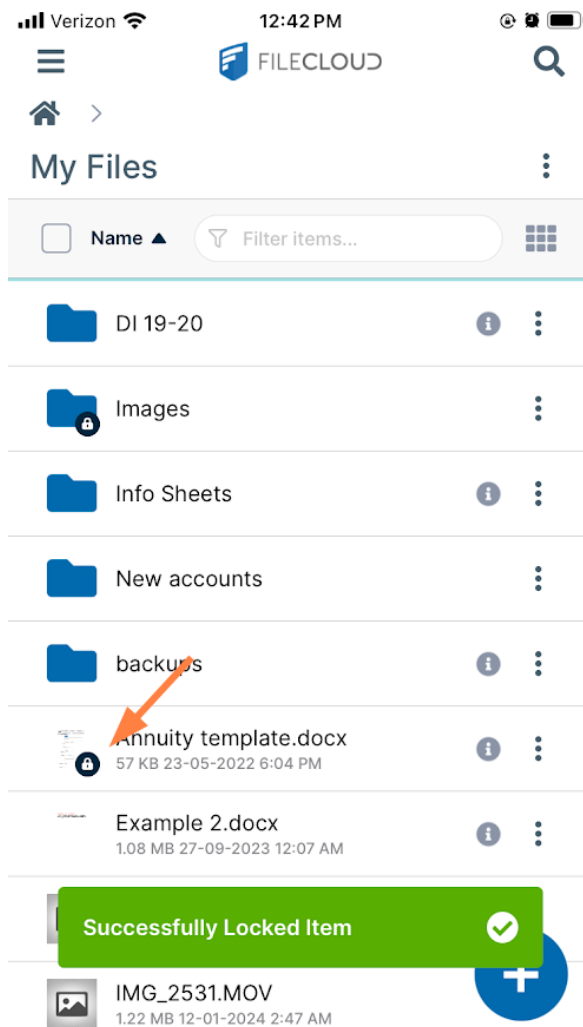 Verizon 12:42 PM
FILECLOUD
My Files
Name Filter items...
DI 19-20
Images
Info Sheets
New accounts
backups
Annuity template.docx
57 KB 23-05-2022 6:04 PM
Example 2.docx
1.08 MB 27-09-2023 12:07 AM
Successfully Locked Item
IMG_2531.MOV
1.22 MB 12-01-2024 2:47 AM